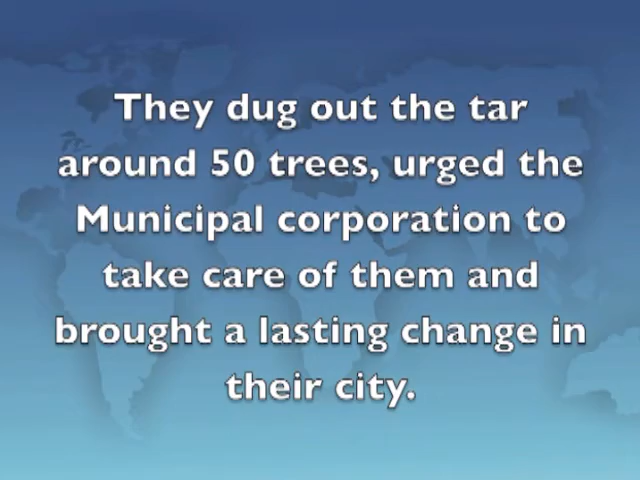 They dug out the tar
around 50 trees, urged the
Municipal corporation to
take care of them and
brought a lasting change in
their city.